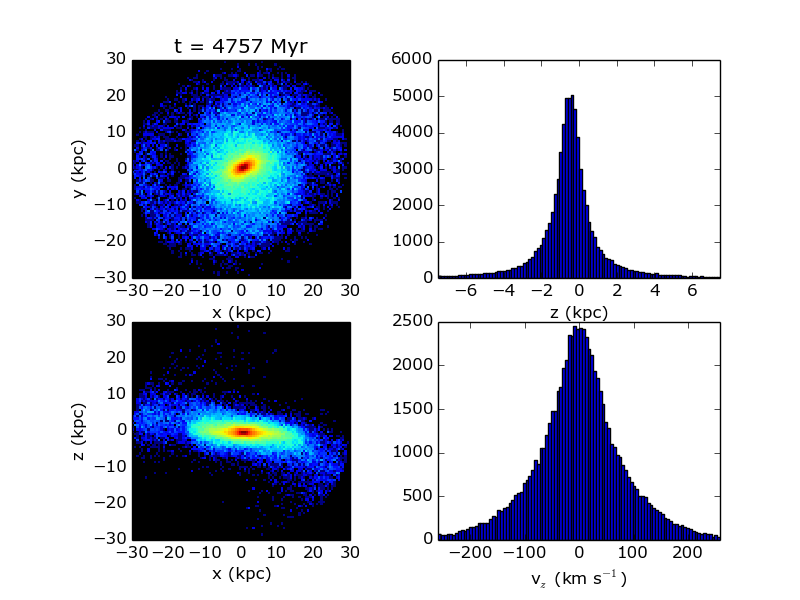 t = 4757 Myr
30
20
10
0
−10
−20
−30
y (kpc)
−30 −20 −10 0 10 20 30
x (kpc)
6000
5000
4000
3000
2000
1000
0
−6 −4 −2 0 2 4 6
z (kpc)
30
20
10
0
−10
−20
−30
z (kpc)
−30 −20 −10 0 10 20 30
x (kpc)
2500
2000
1500
1000
500
0
−200 −100 0 100 200
v_z (km s⁻¹)